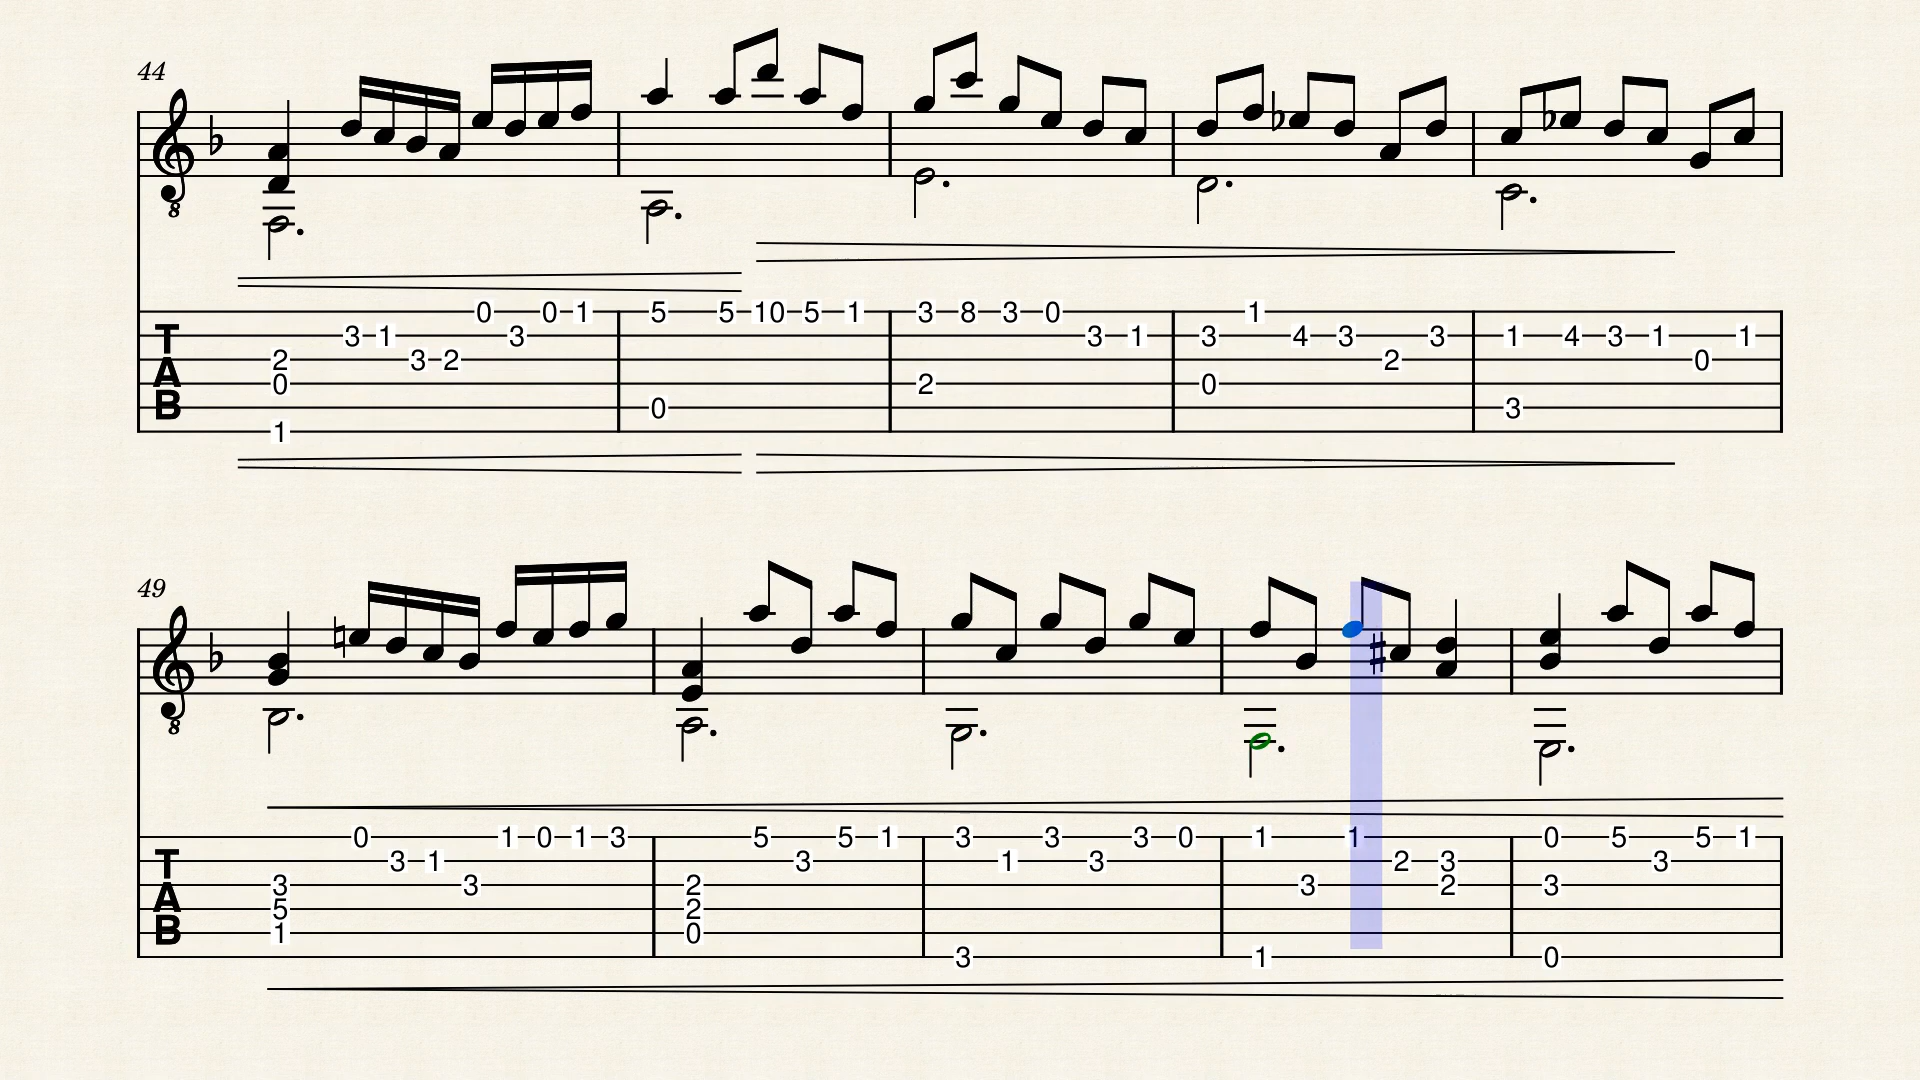 44
8
0 0 1 5 5 10 5 1 3 8 3 0 1
T 3 1 3 3 1 3 4 3 3 1 4 3 1 1
A 2 3 2 2 0
0 2 0
B 0 3
1
49
8
0 1 0 1 3 5 5 1 3 3 3 0 1 1 0 5 5 1
T 3 1 3 1 3 2 3 3
A 3 3 2 3 2 3
5 2
B 1 0
3 1 0